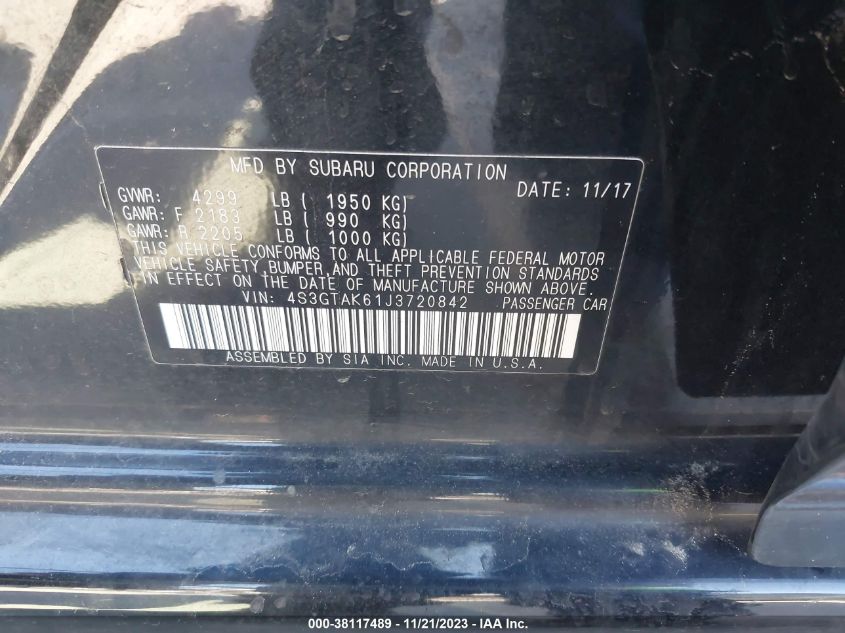 MFD BY SUBARU CORPORATION
DATE: 11/17
GVWR: 4299 LB ( 1950 KG)
GAWR: F 2183 LB ( 990 KG)
GAWR: R 2205 LB ( 1000 KG)
THIS VEHICLE CONFORMS TO ALL APPLICABLE FEDERAL MOTOR
VEHICLE SAFETY, BUMPER, AND THEFT PREVENTION STANDARDS
IN EFFECT ON THE DATE OF MANUFACTURE SHOWN ABOVE.
VIN: 4S3GTAK61J3720842 PASSENGER CAR
ASSEMBLED BY SIA INC. MADE IN U.S.A.
000-38117489 - 11/21/2023 - IAA Inc.